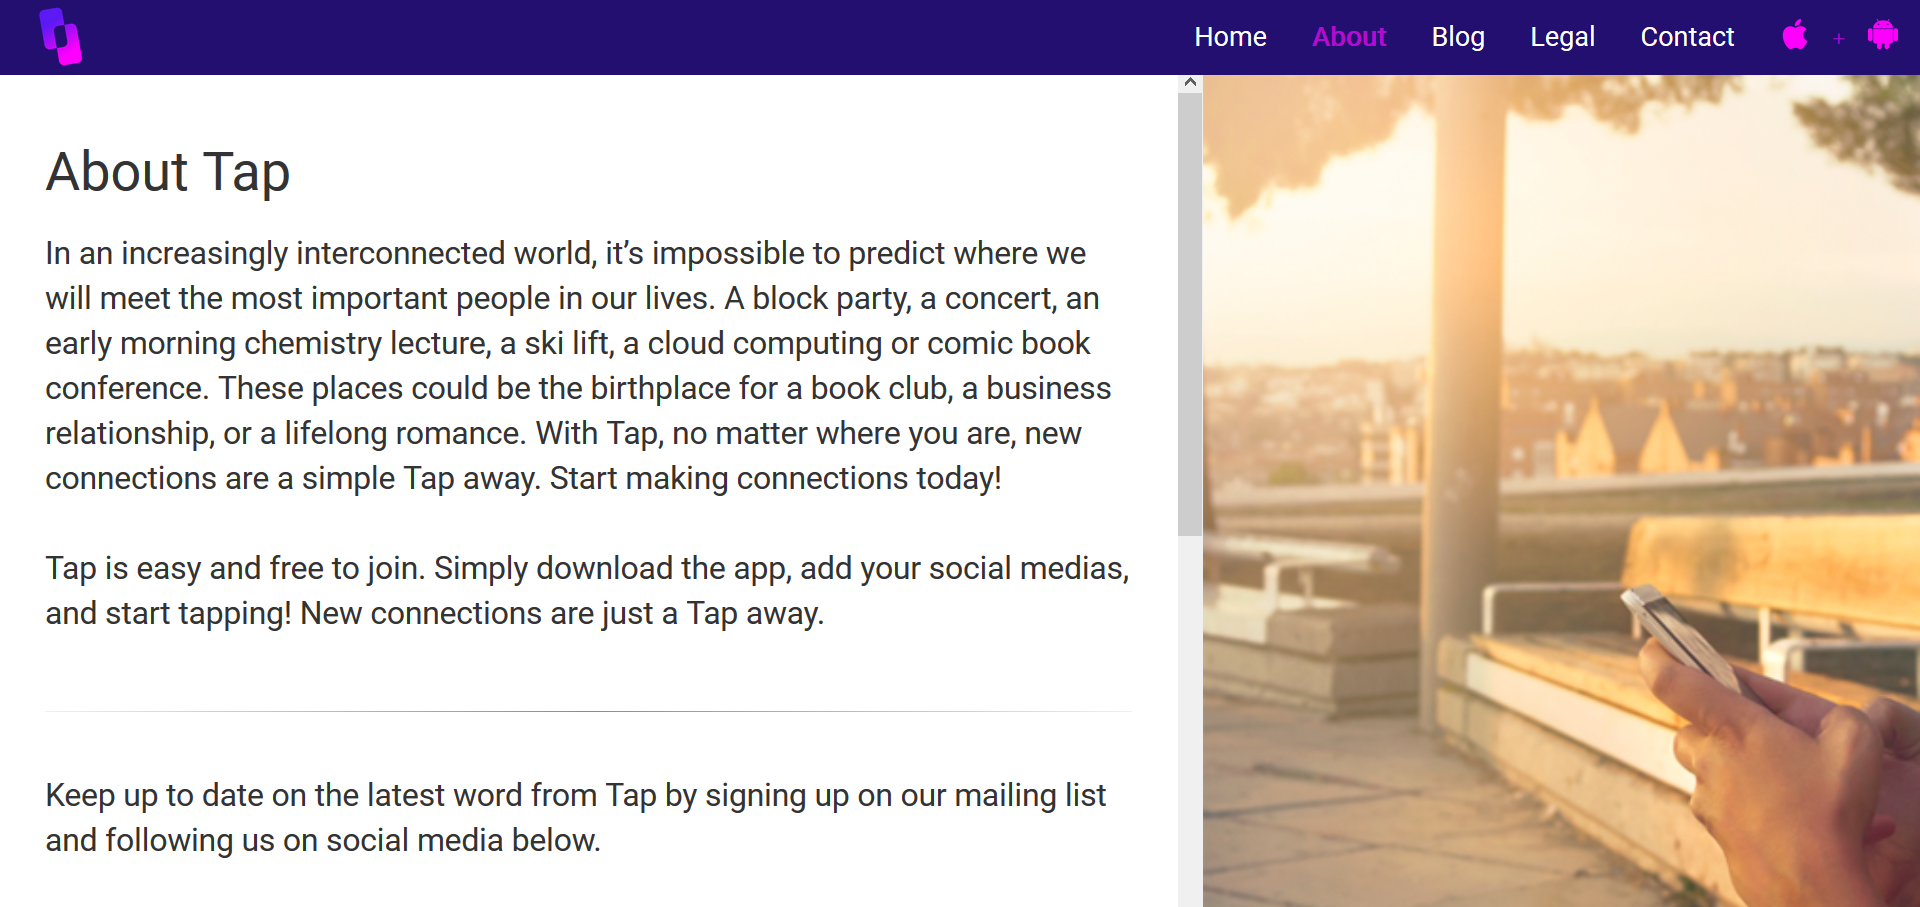 Home About Blog Legal Contact +
About Tap
In an increasingly interconnected world, it’s impossible to predict where we
will meet the most important people in our lives. A block party, a concert, an
early morning chemistry lecture, a ski lift, a cloud computing or comic book
conference. These places could be the birthplace for a book club, a business
relationship, or a lifelong romance. With Tap, no matter where you are, new
connections are a simple Tap away. Start making connections today!
Tap is easy and free to join. Simply download the app, add your social medias,
and start tapping! New connections are just a Tap away.
Keep up to date on the latest word from Tap by signing up on our mailing list
and following us on social media below.